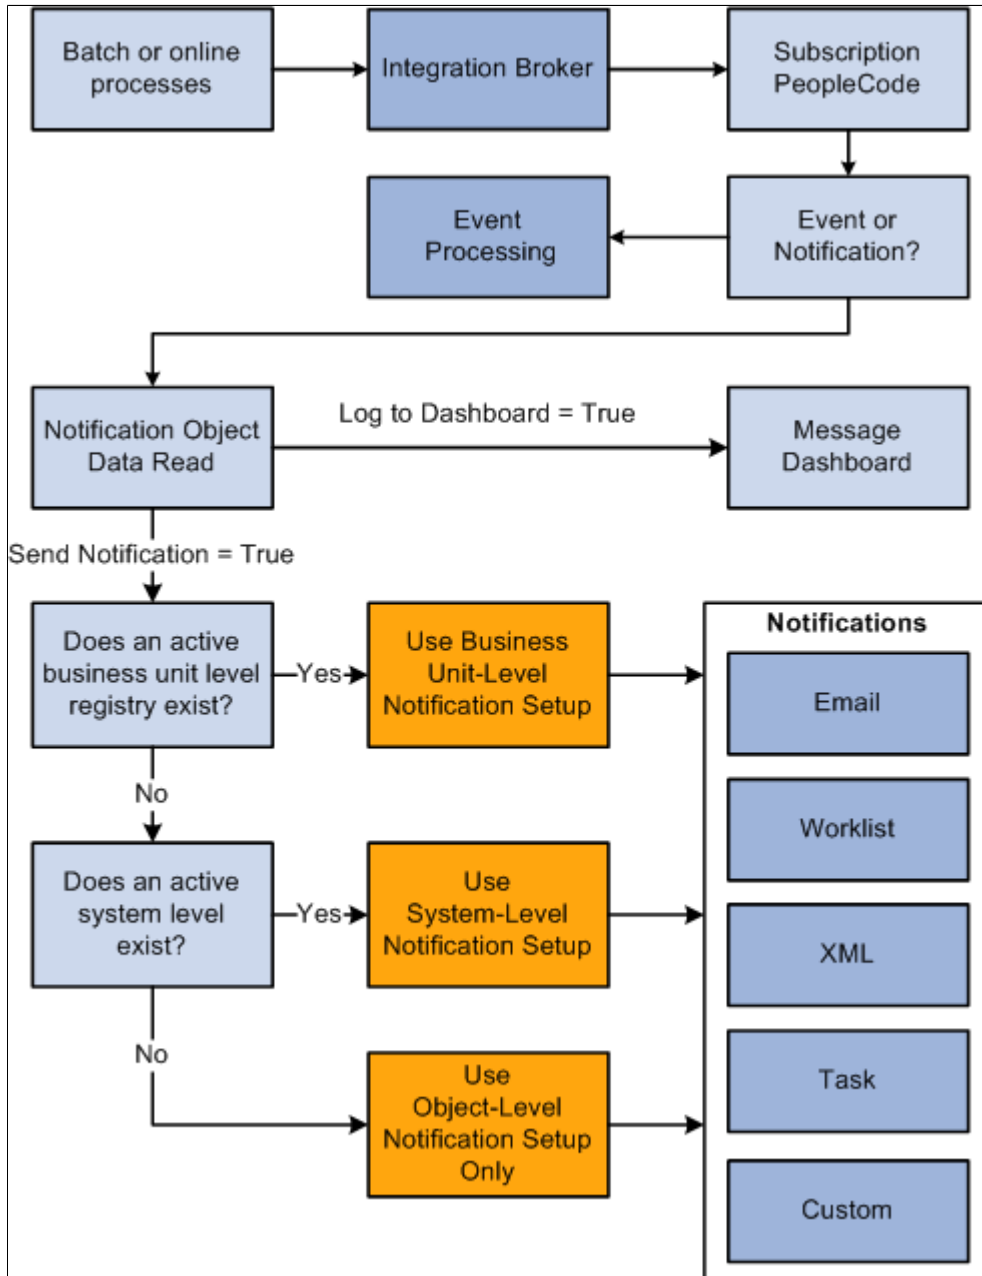 Batch or online
processes
Integration Broker
Subscription
PeopleCode
Event
Processing
Event or
Notification?
Notification Object
Data Read
Log to Dashboard = True
Message
Dashboard
Send Notification = True
Does an active
business unit level
registry exist?
Yes
Use Business
Unit-Level
Notification Setup
No
Does an active
system level
exist?
Yes
Use
System-Level
Notification Setup
No
Use
Object-Level
Notification Setup
Only
Notifications
Email
Worklist
XML
Task
Custom